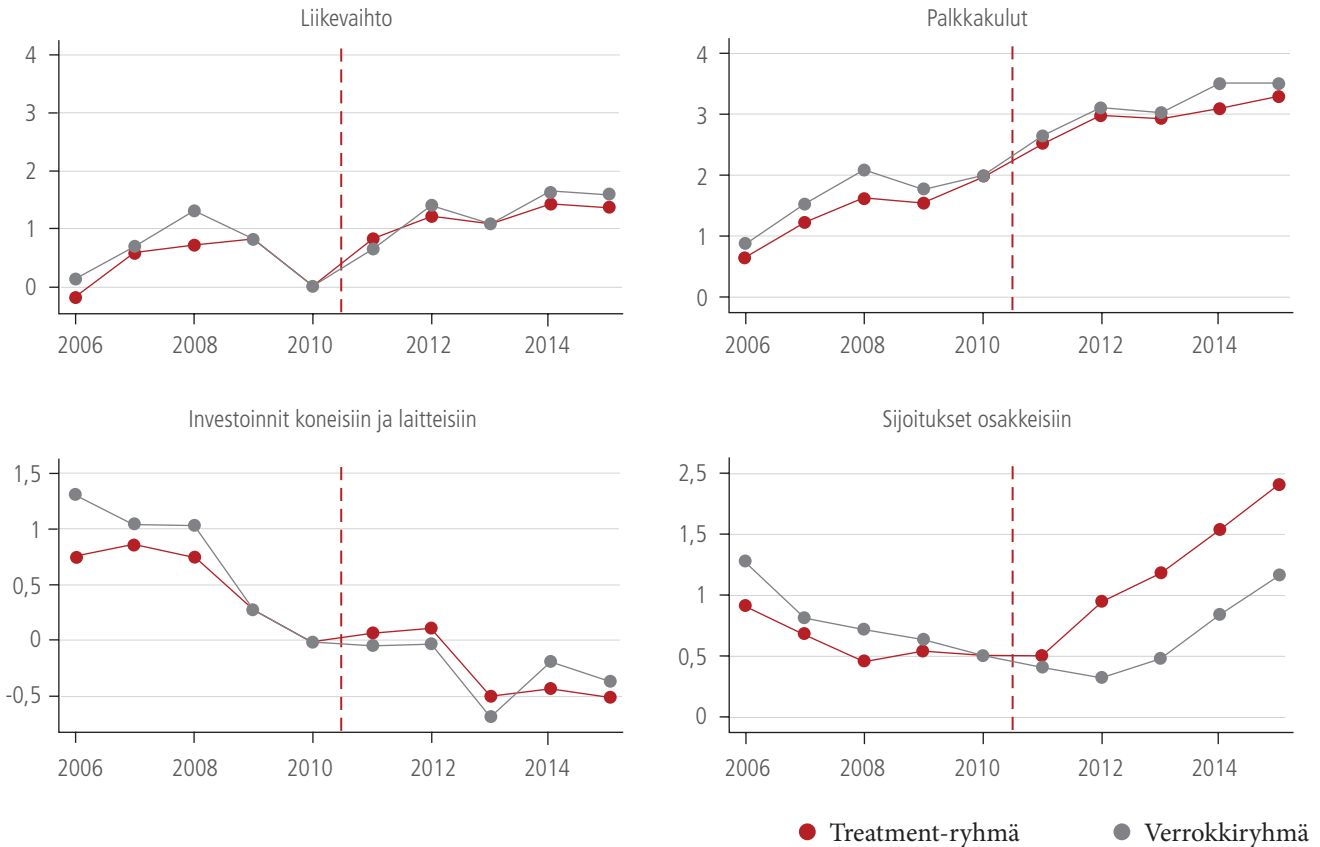 Liikevaihto
4
3
2
1
0
2006 2008 2010 2012 2014
Palkkakulut
4
3
2
1
0
2006 2008 2010 2012 2014
Investoinnit koneisiin ja laitteisiin
1,5
1
0,5
0
-0,5
2006 2008 2010 2012 2014
Sijoitukset osakkeisiin
2,5
1,5
1
0,5
0
2006 2008 2010 2012 2014
Treatment-ryhmä Verrokkiryhmä